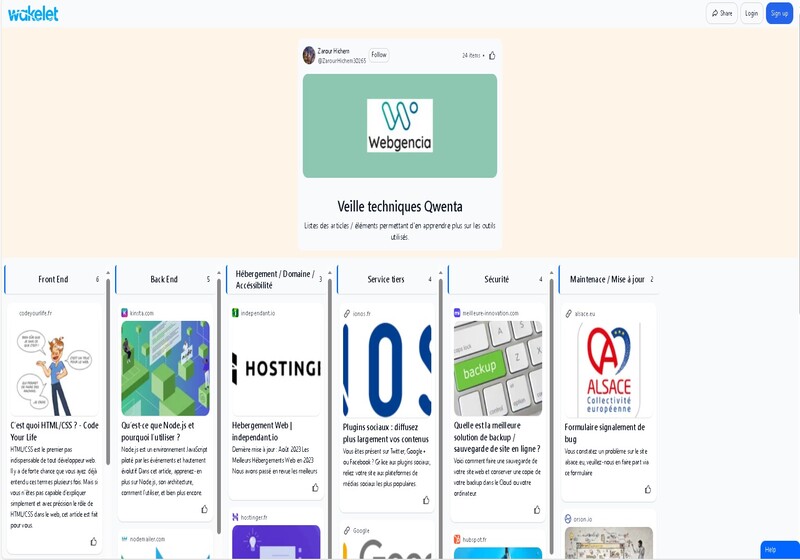 wakelet
Share
Login
Sign up
Zarour Hichem
@ZarourHichem30265
Follow
24 items
Webgencia
Veille techniques Qwenta
Listes des articles / éléments permettant d'en apprendre plus sur les outils
utilisés.
Front End 6
Back End 5
Hébergement / Domaine /
Accéssibilité 3
Service tiers 4
Sécurité 4
Maintenace / Mise à jour 2
codeyourlife.fr
C'est quoi HTML/CSS ? - Code
Your Life
HTML/CSS est le premier pas
indispensable de tout développeur web.
Il y a de forte chance que vous ayez déjà
entendu ces termes plusieurs fois. Mais si
vous n'êtes pas capable d'expliquer
simplement et avec précision le rôle de
HTML/CSS dans le web, cet article est fait
pour vous.
kinsta.com
Qu'est-ce que Node.js et
pourquoi l'utiliser ?
Node.js est un environnement JavaScript
piloté par les événements et hautement
évolutif. Dans cet article, apprenez-en
plus sur Node.js, son architecture,
comment l'utiliser, et bien plus encore.
nodemailer.com
independant.io
HOSTINGI
Hebergement Web |
independant.io
Dernière mise à jour : Août 2023 Les
Meilleurs Hébergements Web en 2023
Nous avons passé en revue les meilleurs
hostinger.fr
ionos.fr
IONOS
Plugins sociaux : diffusez
plus largement vos contenus
Vous êtes présent sur Twitter, Google+
ou Facebook ? Grâce aux plugins sociaux,
reliez votre site aux plateformes de
médias sociaux les plus populaires
Google
meilleure-innovation.com
backup
Quelle est la meilleure
solution de backup /
sauvegarde de site en ligne ?
Voici comment faire une sauvegarde de
votre site web et conserver une copie de
votre backup dans le Cloud ou votre
ordinateur.
hubspot.fr
alsace.eu
ALSACE
Collectivité
européenne
Formulaire signalement de
bug
Vous constatez un problème sur le site
alsace.eu, veuillez-nous en faire part via
ce formulaire
orson.io
Help